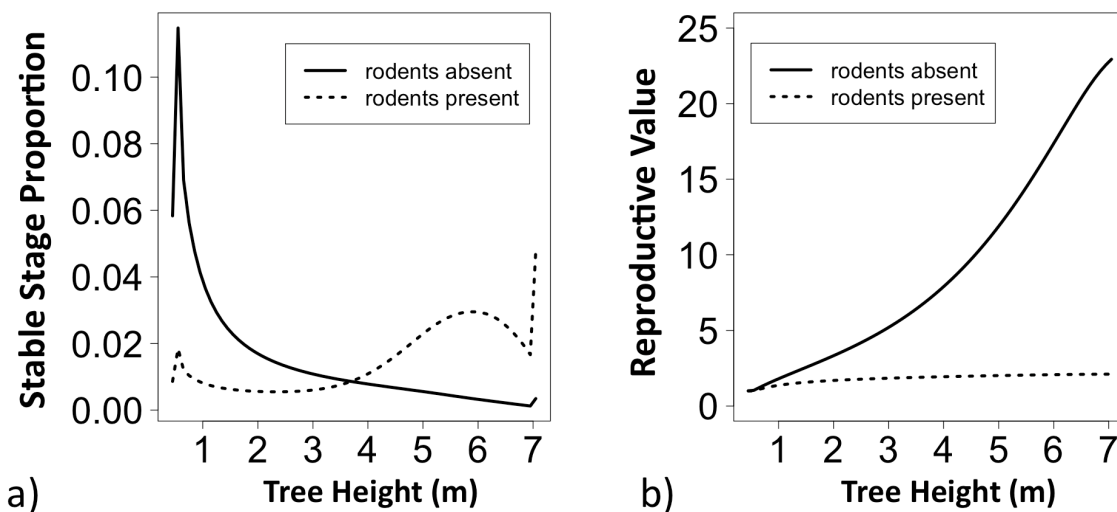 Stable Stage Proportion
0.10
0.08
0.06
0.04
0.02
0.00
rodents absent
rodents present
1 2 3 4 5 6 7
Tree Height (m)
a)
Reproductive Value
25
20
15
10
5
0
rodents absent
rodents present
1 2 3 4 5 6 7
Tree Height (m)
b)